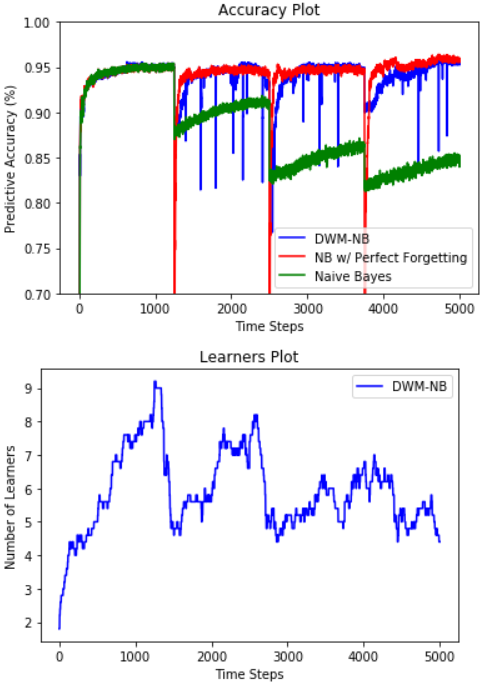 Accuracy Plot
1.00
0.95
0.90
0.85
0.80
0.75
0.70
Predictive Accuracy (%)
DWM-NB
NB w/ Perfect Forgetting
Naive Bayes
0 1000 2000 3000 4000 5000
Time Steps
Learners Plot
9
8
7
6
5
4
3
2
Number of Learners
DWM-NB
0 1000 2000 3000 4000 5000
Time Steps